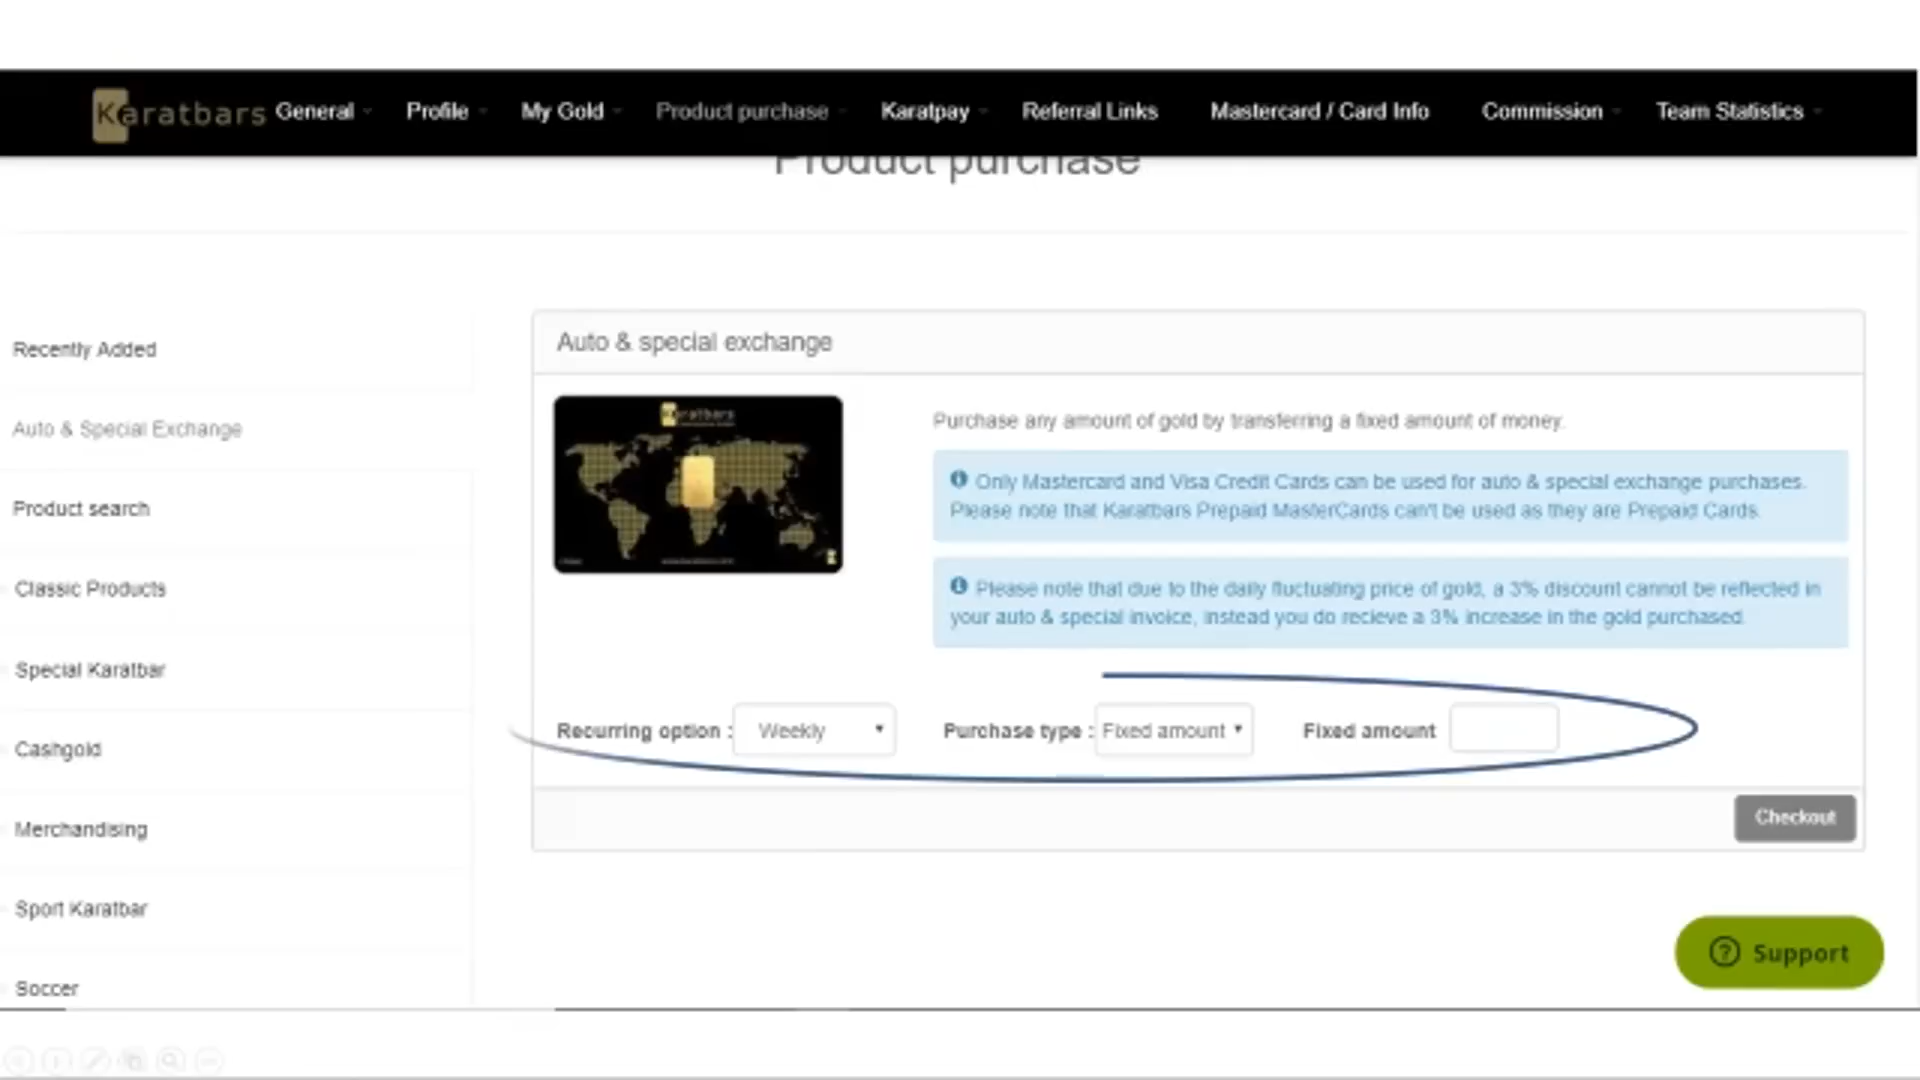 Karatbars General Profile My Gold Product purchase Karatpay Referral Links Mastercard / Card Info Commission Team Statistics
Product purchase
Recently Added
Auto & Special Exchange
Product search
Classic Products
Special Karatbar
Cashgold
Merchandising
Sport Karatbar
Soccer
Auto & special exchange
Karatbars
Purchase any amount of gold by transferring a fixed amount of money.
Only Mastercard and Visa Credit Cards can be used for auto & special exchange purchases.
Please note that Karatbars Prepaid MasterCards can't be used as they are Prepaid Cards.
Please note that due to the daily fluctuating price of gold, a 3% discount cannot be reflected in
your auto & special invoice, instead you do recieve a 3% increase in the gold purchased.
Recurring option : Weekly Purchase type : Fixed amount Fixed amount
Checkout
Support